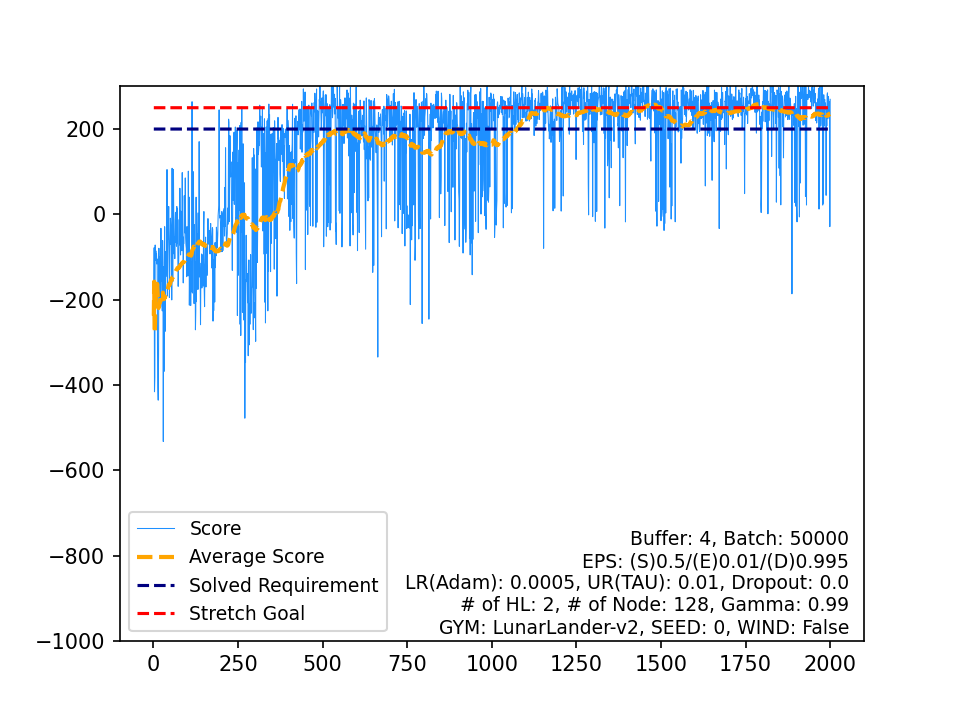 200
0
−200
−400
−600
−800
−1000
Score
Average Score
Solved Requirement
Stretch Goal
Buffer: 4, Batch: 50000
EPS: (S)0.5/(E)0.01/(D)0.995
LR(Adam): 0.0005, UR(TAU): 0.01, Dropout: 0.0
# of HL: 2, # of Node: 128, Gamma: 0.99
GYM: LunarLander-v2, SEED: 0, WIND: False
0 250 500 750 1000 1250 1500 1750 2000